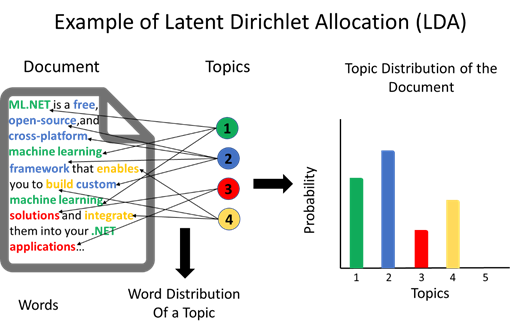 Example of Latent Dirichlet Allocation (LDA)
Document
ML.NET is a free,
open-source,and
cross-platform
machine learning
framework that enables
you to build custom
machine learning
solutions and integrate
them into your .NET
applications...
Words
Topics
1
2
3
4
Word Distribution
Of a Topic
Topic Distribution of the
Document
Probability
1 2 3 4 5
Topics